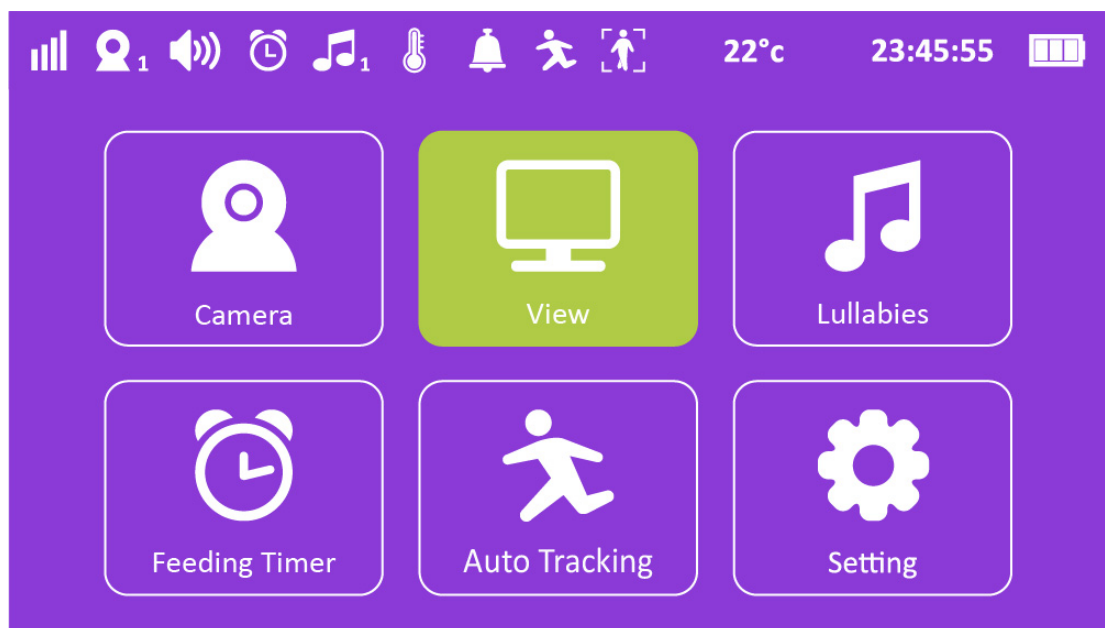 1 1 22°c 23:45:55
Camera View Lullabies
Feeding Timer Auto Tracking Setting